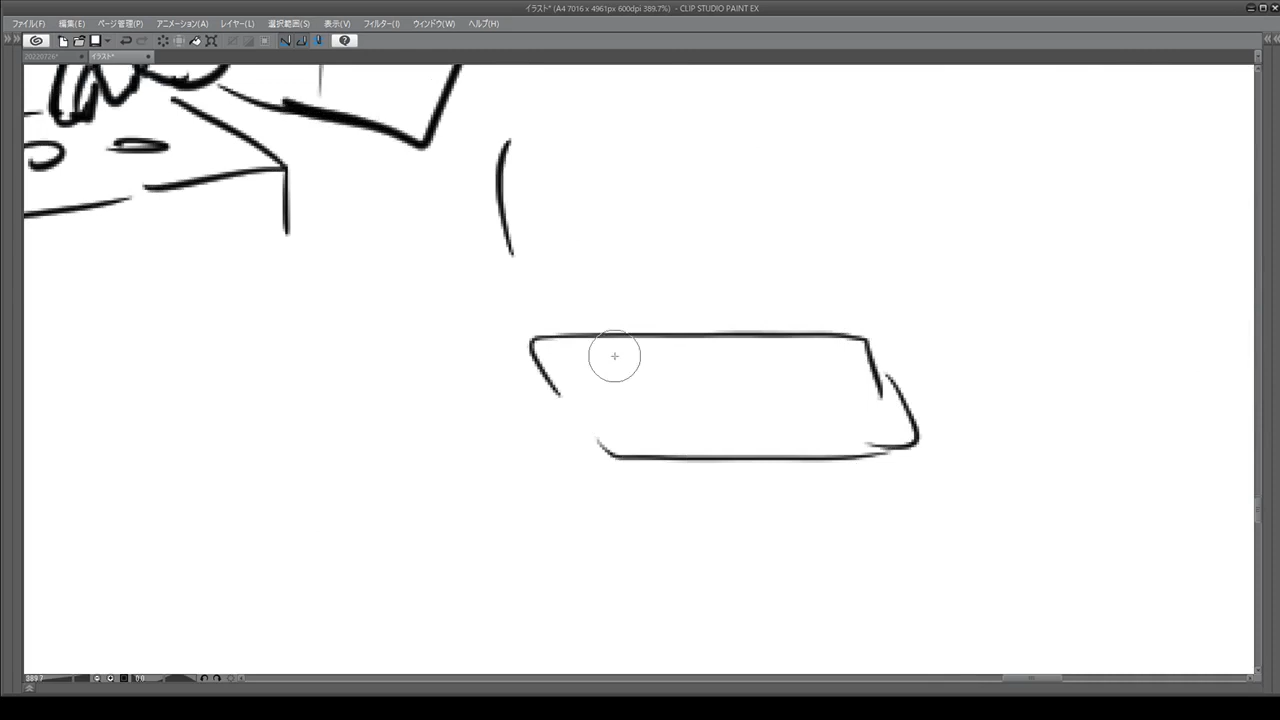 イラスト* (A4 7016 x 4961px 600dpi 389.7%) - CLIP STUDIO PAINT EX
ファイル(F) 編集(E) ページ管理(P) アニメーション(A) レイヤー(L) 選択範囲(S) 表示(V) フィルター(I) ウィンドウ(W) ヘルプ(H)
20220726* イラスト*
389.7 0.0